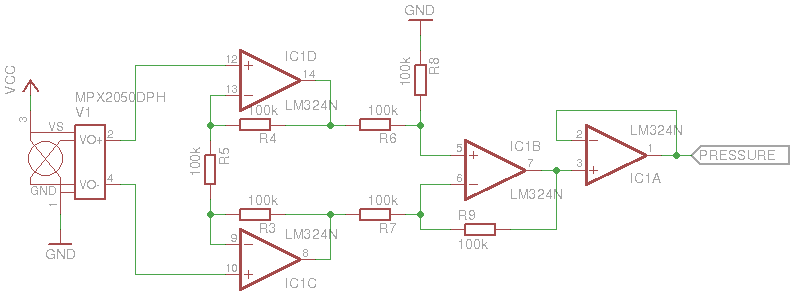 GND
VCC
MPX2050DPH
V1
3
VS
VO+
2
VO-
4
GND
1
GND
12
13
14
IC1D
LM324N
100k
R4
100k
R5
100k
R6
100k
R8
100k
R3
100k
R7
9
10
8
LM324N
IC1C
5
6
7
IC1B
LM324N
R9
100k
2
3
1
LM324N
IC1A
PRESSURE